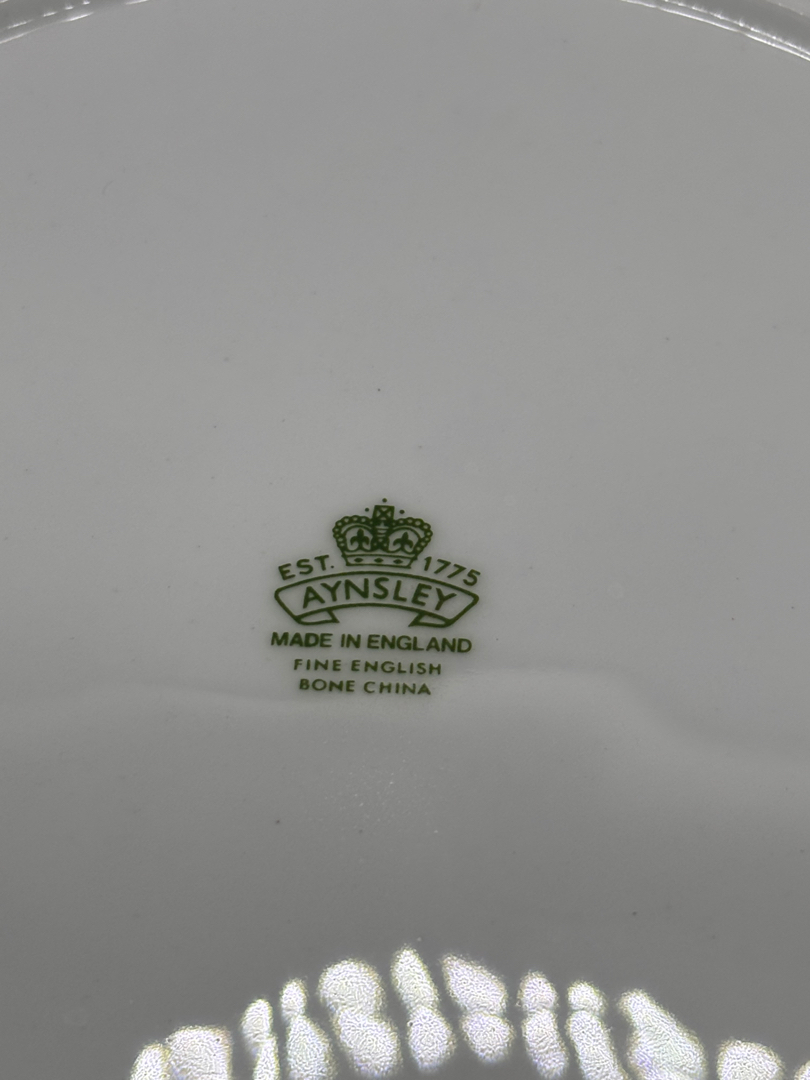 EST. 1775
AYNSLEY
MADE IN ENGLAND
FINE ENGLISH
BONE CHINA